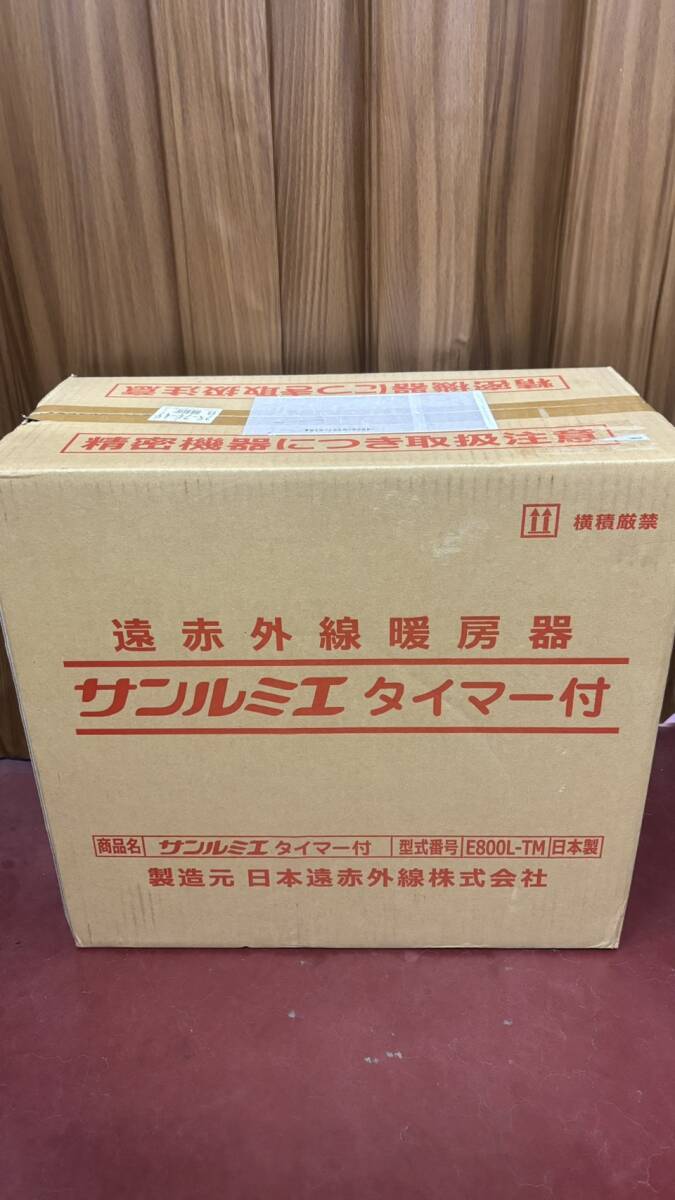 精密機器につき取扱注意
精密機器につき取扱注意
横積厳禁
遠赤外線暖房器
サンルミエ タイマー付
商品名 サンルミエ タイマー付 型式番号 E800L-TM 日本製
製造元 日本遠赤外線株式会社